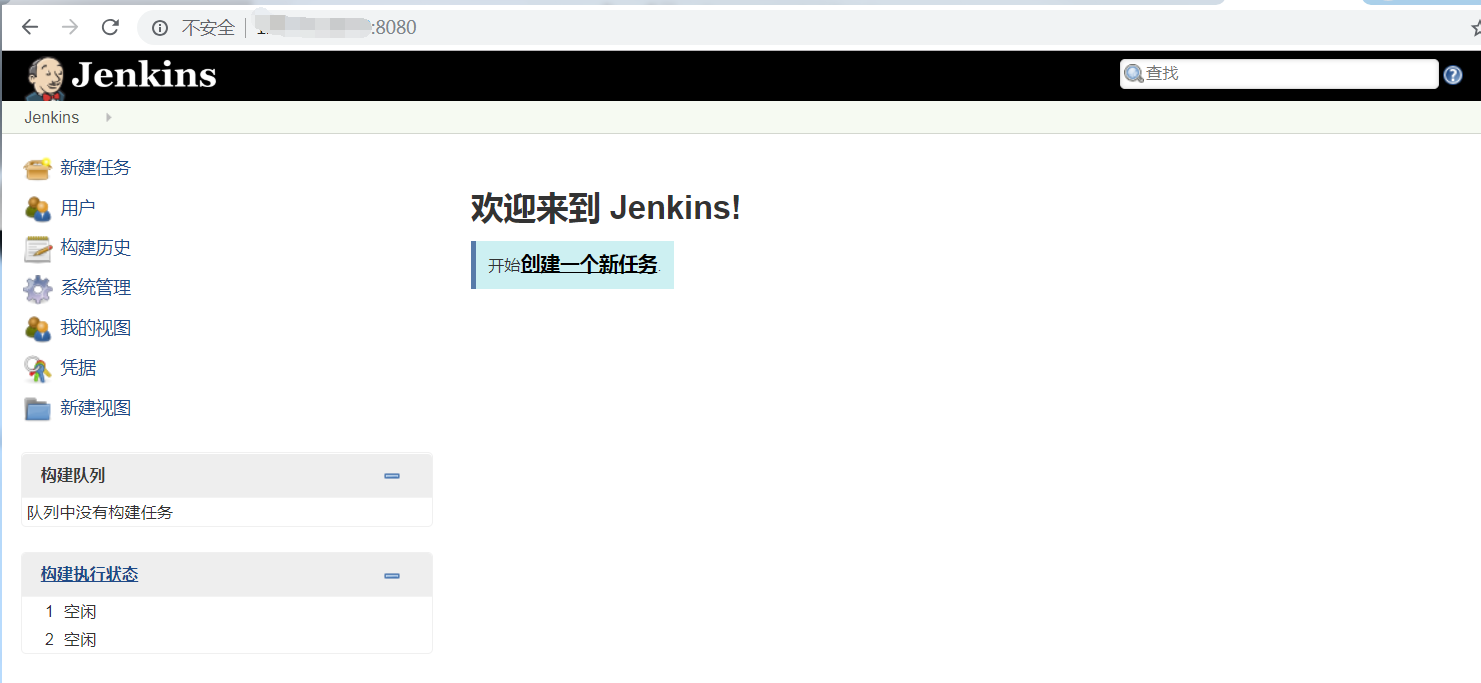 不安全 :8080
Jenkins
查找
Jenkins
新建任务
用户
构建历史
系统管理
我的视图
凭据
新建视图
欢迎来到 Jenkins!
开始创建一个新任务.
构建队列
队列中没有构建任务
构建执行状态
1 空闲
2 空闲